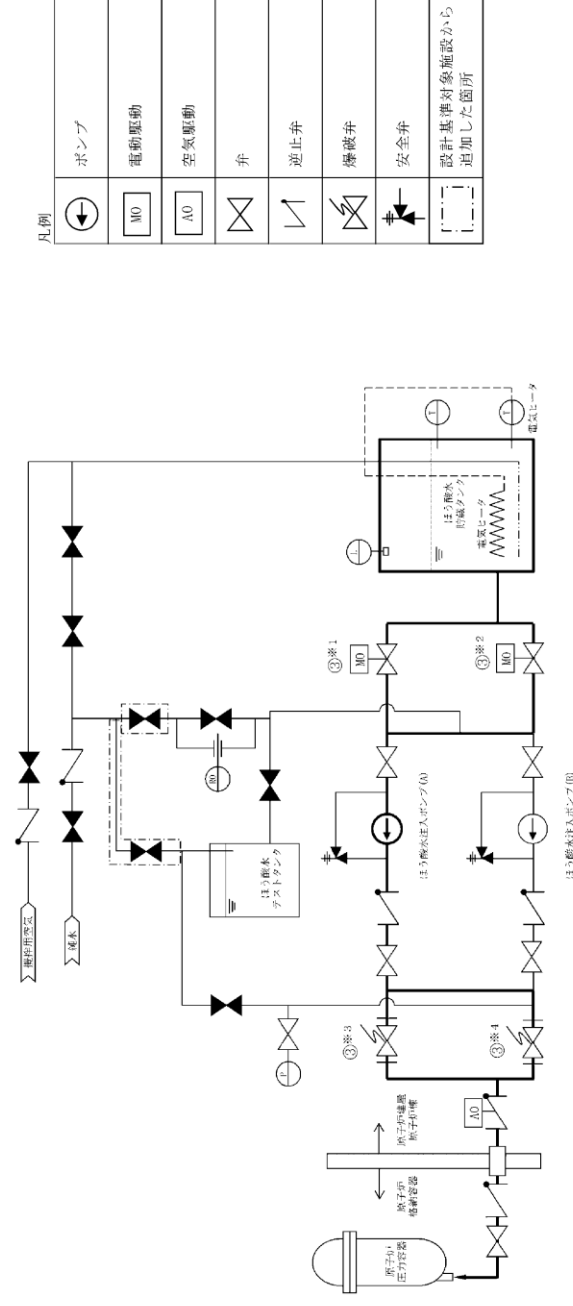 凡例
ポンプ
MO
電動駆動
AO
空気駆動
弁
逆止弁
爆破弁
安全弁
設計基準対象施設から
追加した箇所
攪拌用空気
純水
ほう酸水
テストタンク
RO
P
L
T
T
電気ヒータ
ほう酸水
貯蔵タンク
電気ヒータ
③※1
MO
③※2
MO
ほう酸水注入ポンプ(A)
ほう酸水注入ポンプ(B)
③※3
③※4
AO
原子炉建屋
原子炉棟
原子炉
格納容器
原子炉
圧力容器